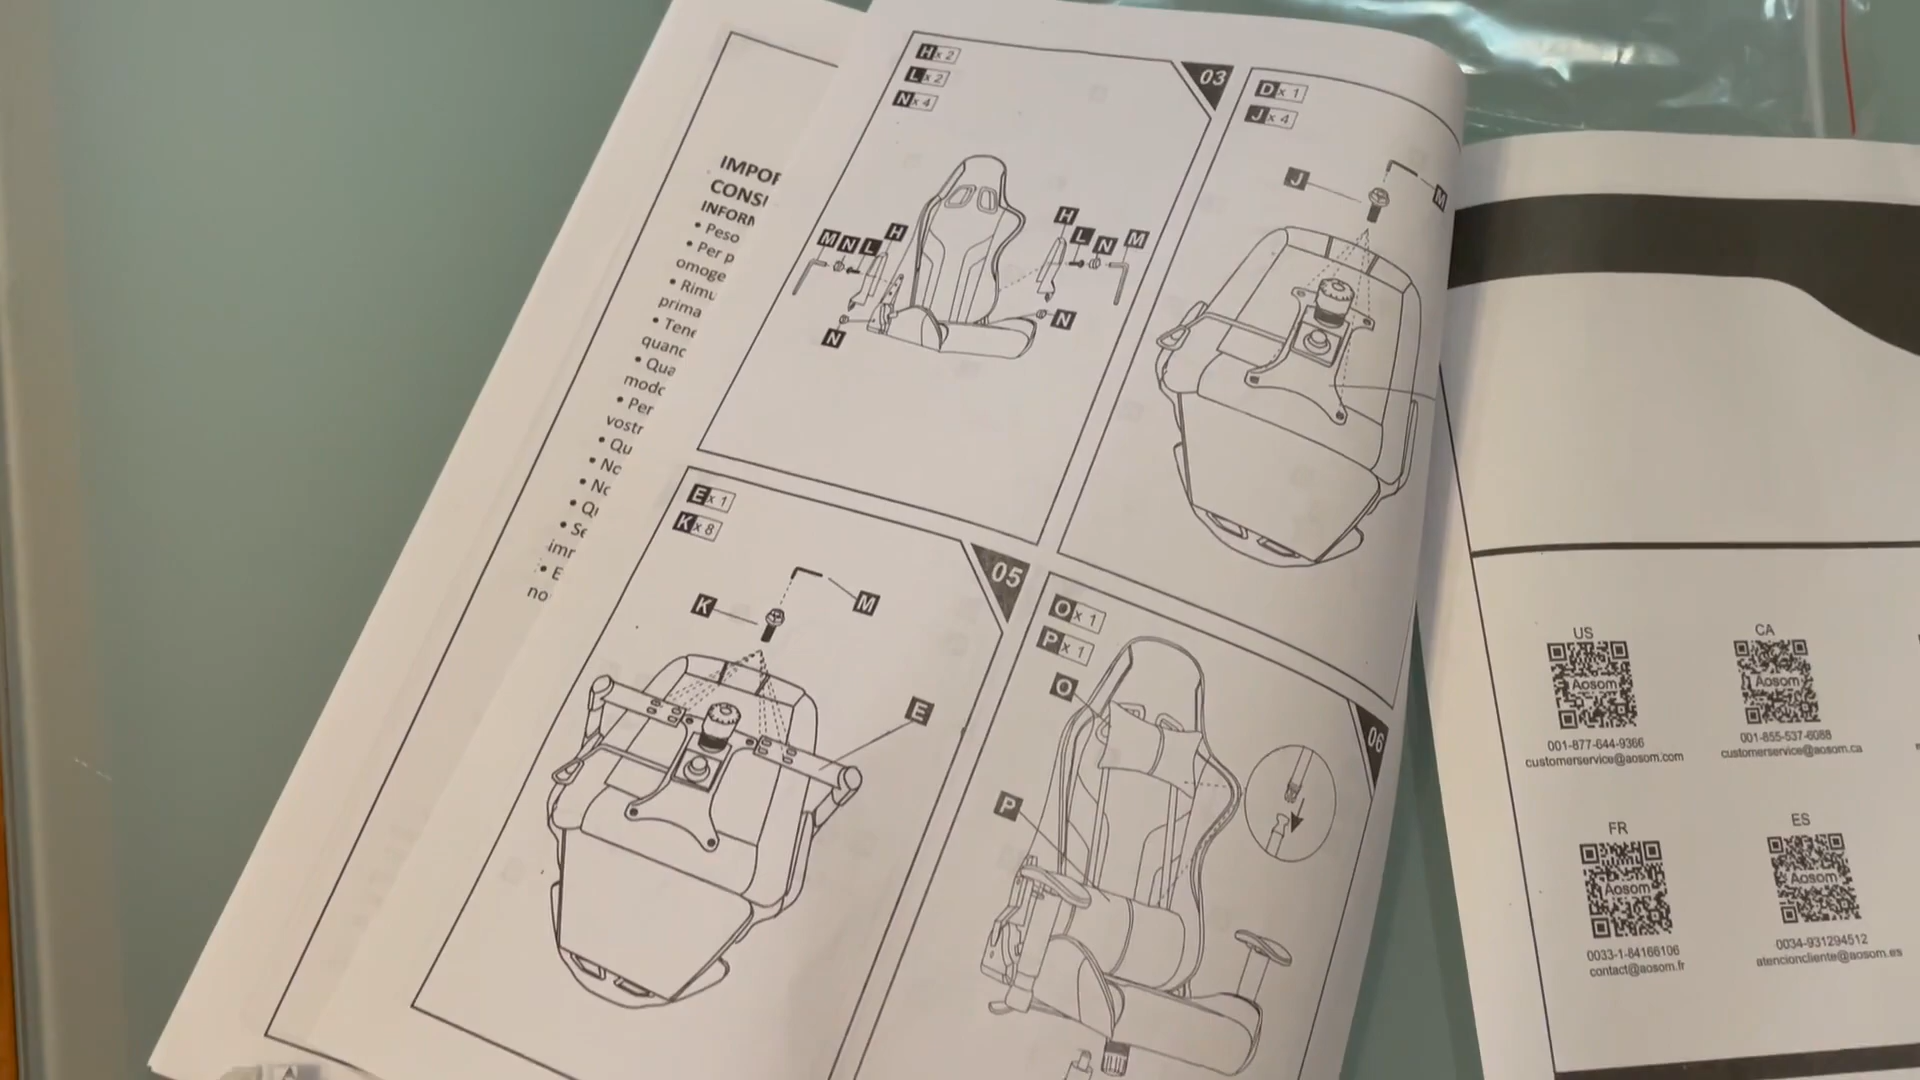 IMPOR
CONSI
INFORM
• Peso
• Per p
omoge
• Rimu
prima
• Tene
quand
• Qua
modo
• Per
vostr
• Qu
• No
• No
• Qu
• Se
imm
• E
no
H x 2
L x 2
N x 4
03
M N L H
H L N M
N
N
D x 1
J x 4
J
M
E x 1
K x 8
05
K
M
E
O x 1
P x 1
06
O
P
US
Aosom
001-877-644-9366
customerservice@aosom.com
CA
Aosom
001-855-537-6088
customerservice@aosom.ca
FR
Aosom
0033-1-84166106
contact@aosom.fr
ES
Aosom
0034-931294512
atencioncliente@aosom.es